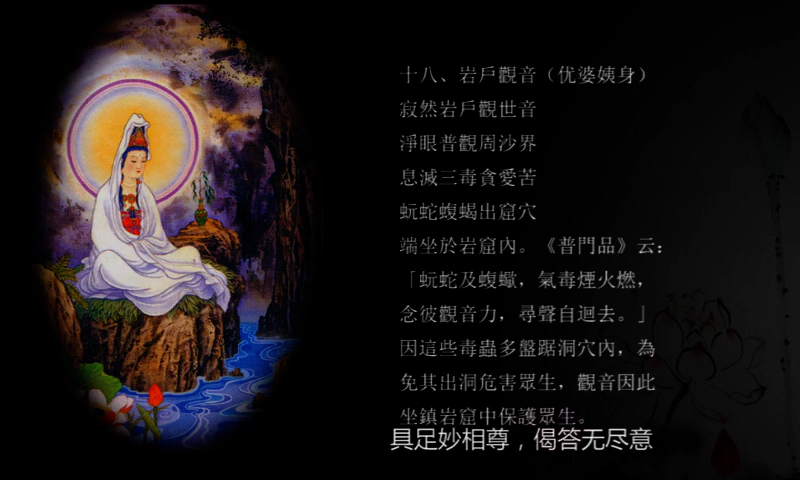 十八、岩戶觀音（优婆姨身）
寂然岩戶觀世音
淨眼普觀周沙界
息滅三毒貪愛苦
蚖蛇蝮蝎出窟穴
端坐於岩窟內。《普門品》云：
「蚖蛇及蝮蠍，氣毒煙火燃，
念彼觀音力，尋聲自迴去。」
因這些毒蟲多盤踞洞穴內，為
免其出洞危害眾生，觀音因此
坐鎮岩窟中保護眾生。
具足妙相尊，偈答无尽意